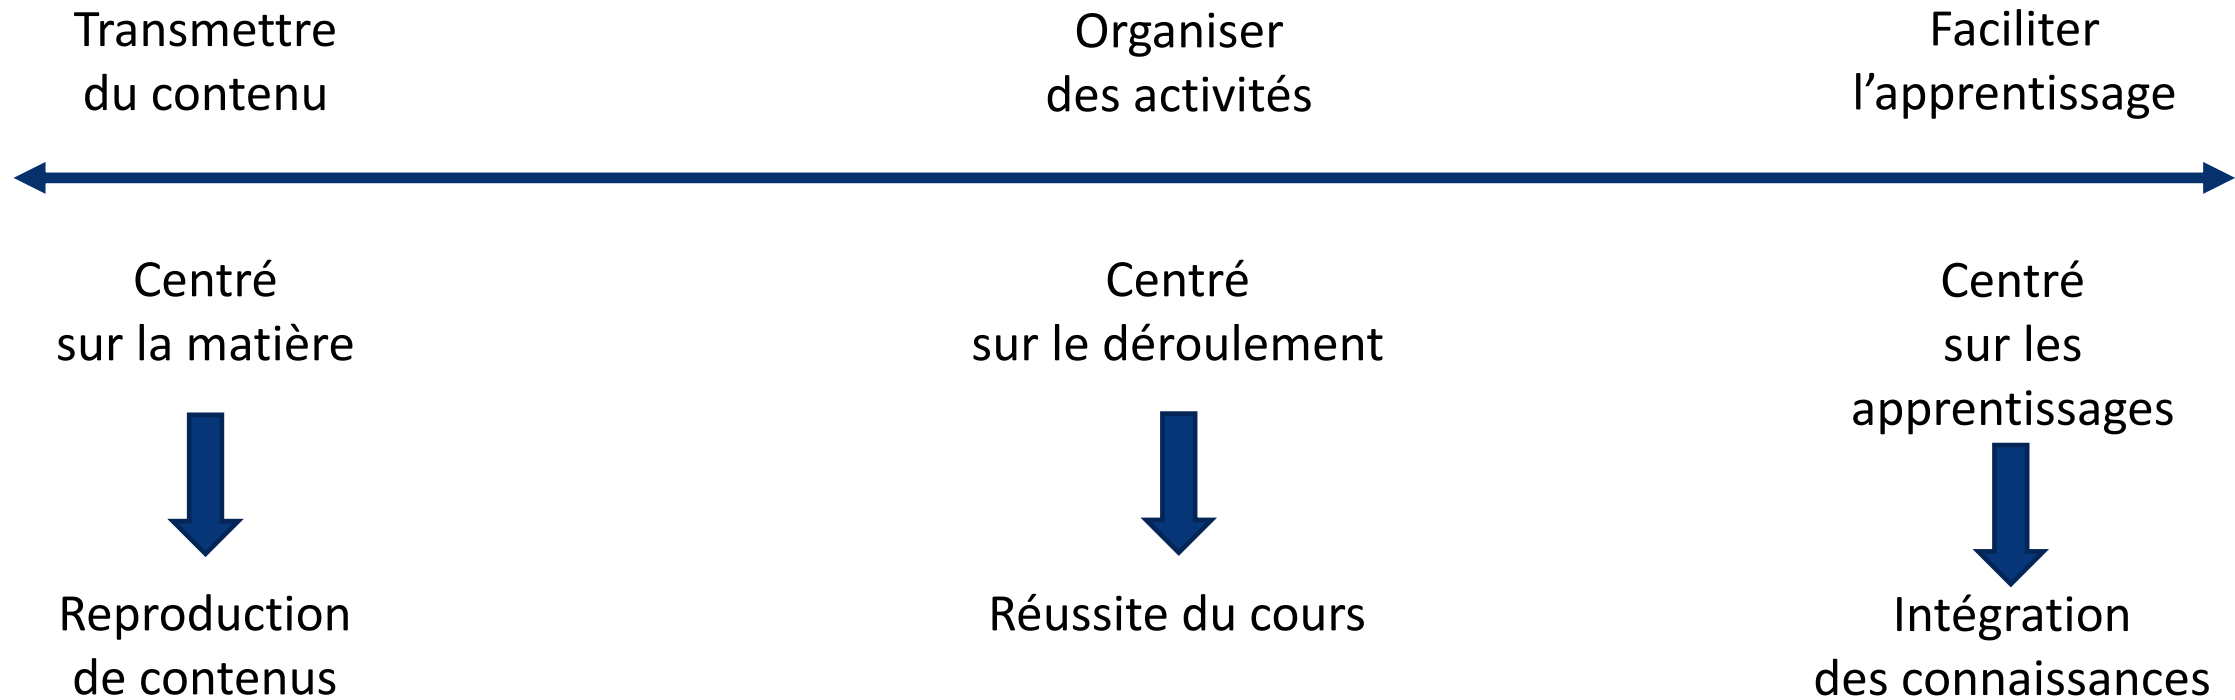 Transmettre
du contenu
Organiser
des activités
Faciliter
l’apprentissage
Centré
sur la matière
Centré
sur le déroulement
Centré
sur les
apprentissages
Reproduction
de contenus
Réussite du cours
Intégration
des connaissances